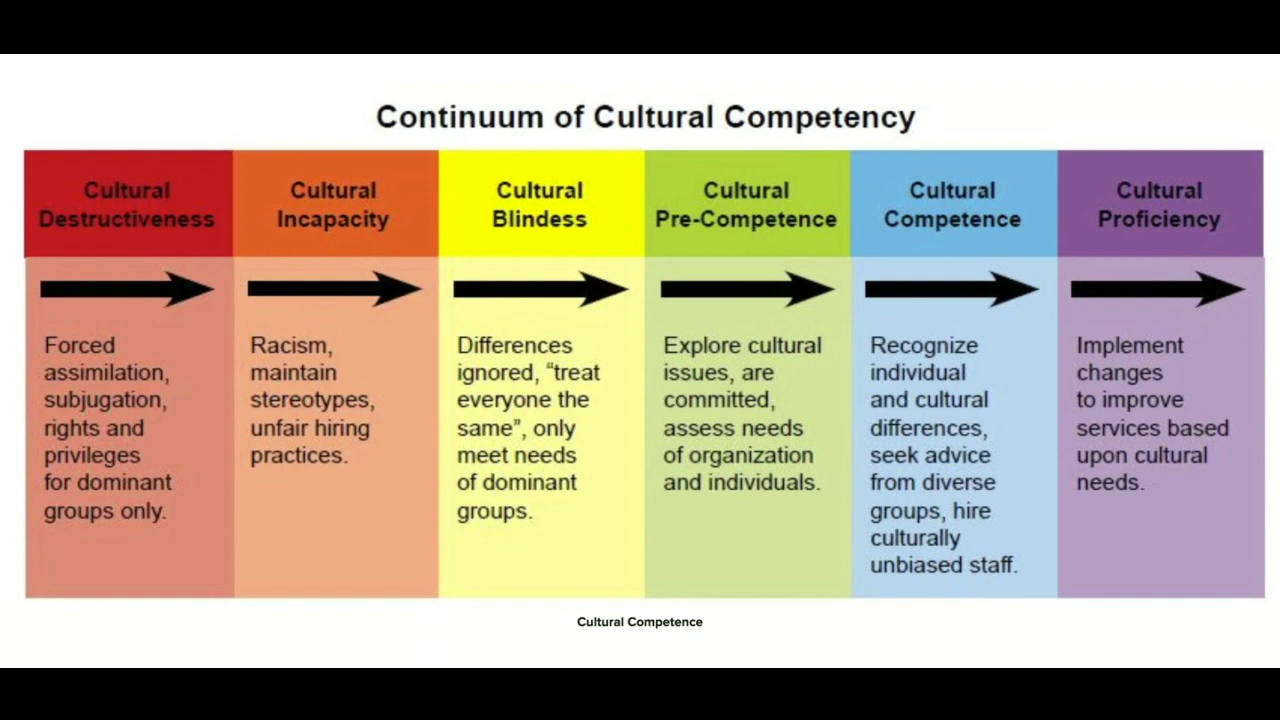 Continuum of Cultural Competency
Cultural
Destructiveness
Cultural
Incapacity
Cultural
Blindess
Cultural
Pre-Competence
Cultural
Competence
Cultural
Proficiency
Forced
assimilation,
subjugation,
rights and
privileges
for dominant
groups only.
Racism,
maintain
stereotypes,
unfair hiring
practices.
Differences
ignored, “treat
everyone the
same”, only
meet needs
of dominant
groups.
Explore cultural
issues, are
committed,
assess needs
of organization
and individuals.
Recognize
individual
and cultural
differences,
seek advice
from diverse
groups, hire
culturally
unbiased staff.
Implement
changes
to improve
services based
upon cultural
needs.
Cultural Competence